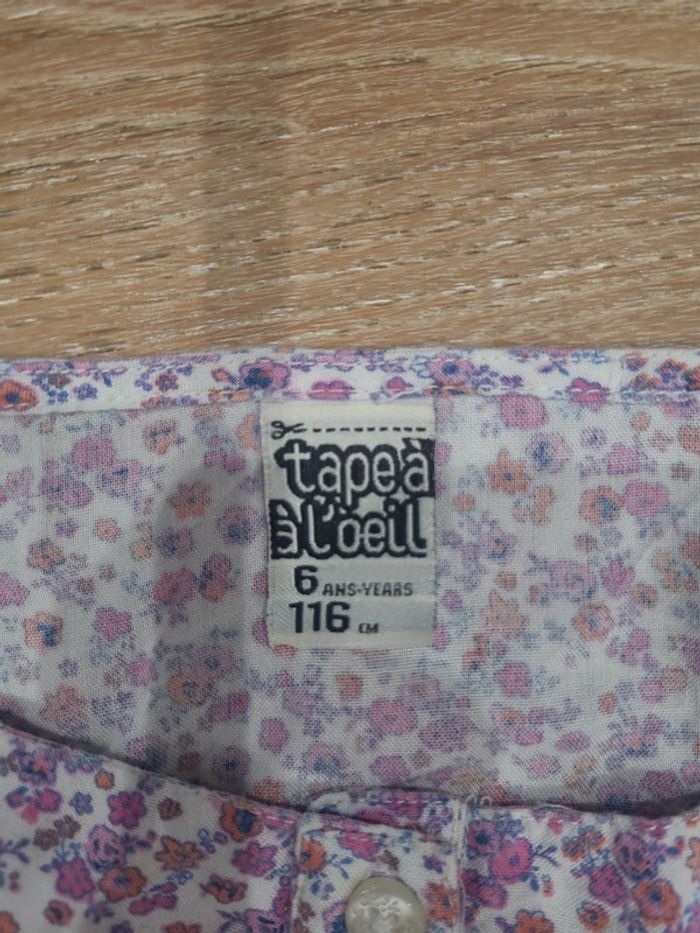 tape à
à l'oeil
6 ANS-YEARS
116 CM